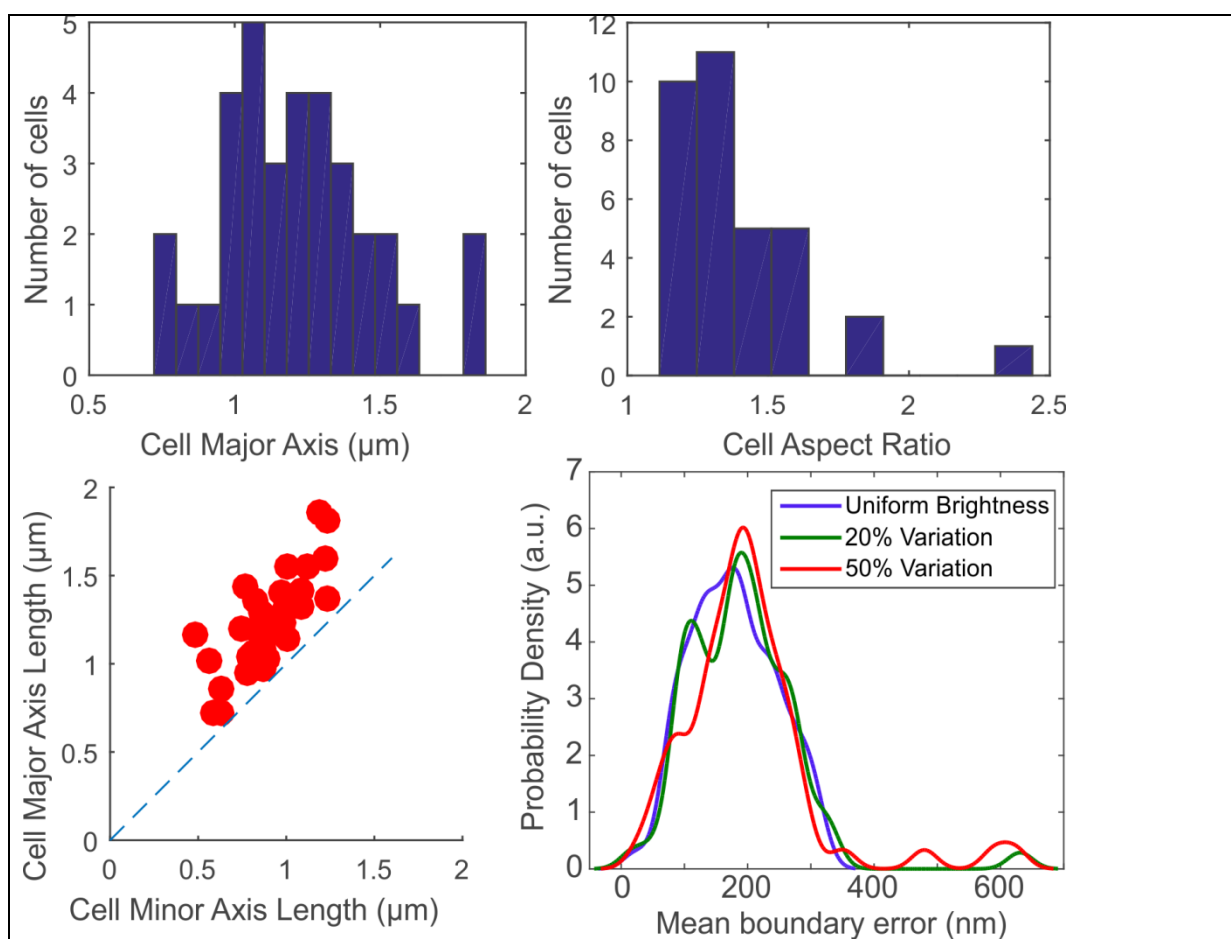 5
4
3
2
1
0
0.5 1 1.5 2
Number of cells
Cell Major Axis (μm)
12
10
8
6
4
2
0
1 1.5 2 2.5
Number of cells
Cell Aspect Ratio
2
1.5
1
0.5
0
0 0.5 1 1.5 2
Cell Major Axis Length (μm)
Cell Minor Axis Length (μm)
7
6
5
4
3
2
1
0
0 200 400 600
Probability Density (a.u.)
Mean boundary error (nm)
Uniform Brightness
20% Variation
50% Variation